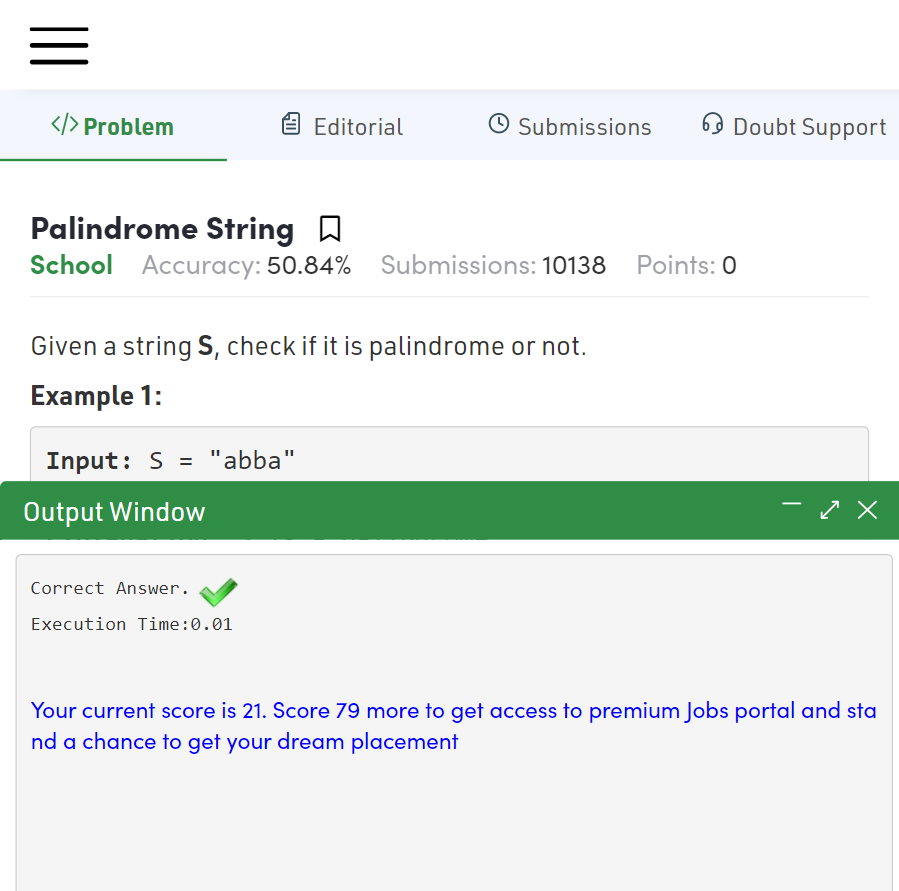 </> Problem Editorial Submissions Doubt Support
Palindrome String
School Accuracy: 50.84% Submissions: 10138 Points: 0
Given a string S, check if it is palindrome or not.
Example 1:
Input: S = "abba"
Output Window
Correct Answer.
Execution Time:0.01
Your current score is 21. Score 79 more to get access to premium Jobs portal and sta
nd a chance to get your dream placement